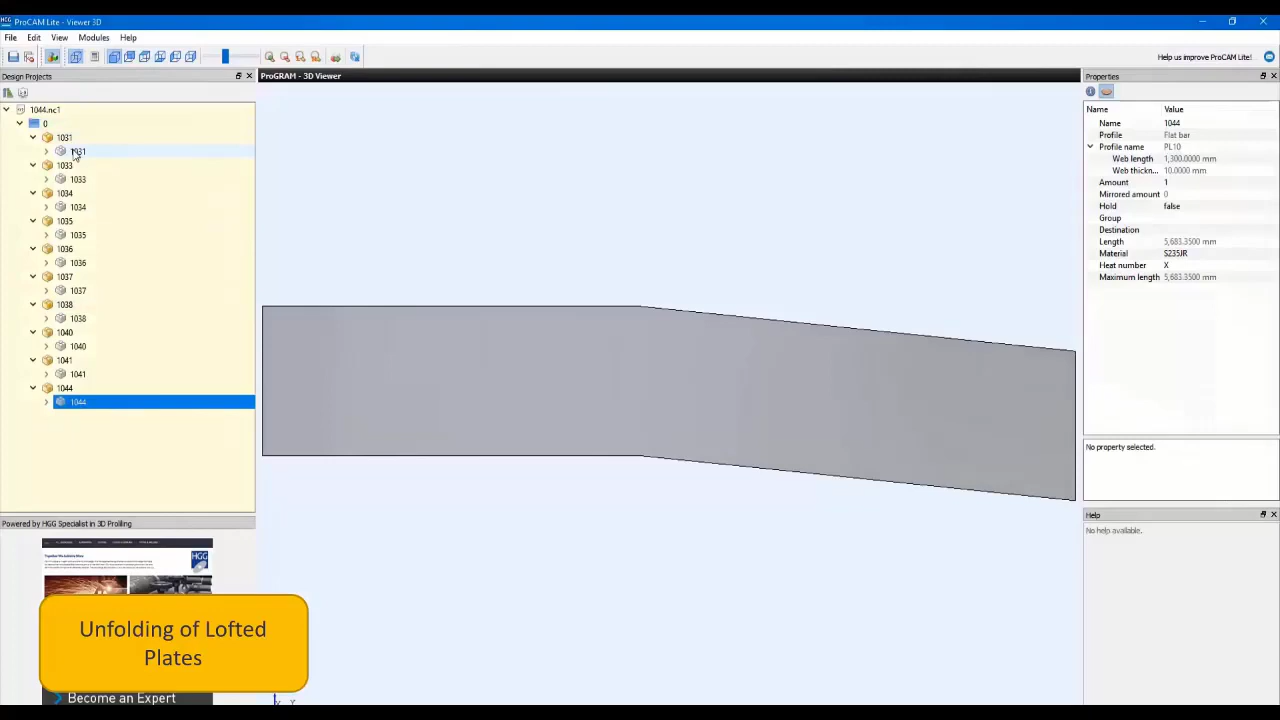 HGG ProCAM Lite - Viewer 3D
File Edit View Modules Help
Help us improve ProCAM Lite!
Design Projects
ProGRAM - 3D Viewer
Properties
1044.nc1
0
1031
1031
1033
1033
1034
1034
1035
1035
1036
1036
1037
1037
1038
1038
1040
1040
1041
1041
1044
1044
Name Value
Name 1044
Profile Flat bar
Profile name PL10
Web length 1,300.0000 mm
Web thickn... 10.0000 mm
Amount 1
Mirrored amount 0
Hold false
Group
Destination
Length 5,683.3500 mm
Material S235JR
Heat number X
Maximum length 5,683.3500 mm
No property selected.
Help
No help available.
Powered by HGG Specialist in 3D Profiling
HGG
Unfolding of Lofted
Plates
Become an Expert
X Y